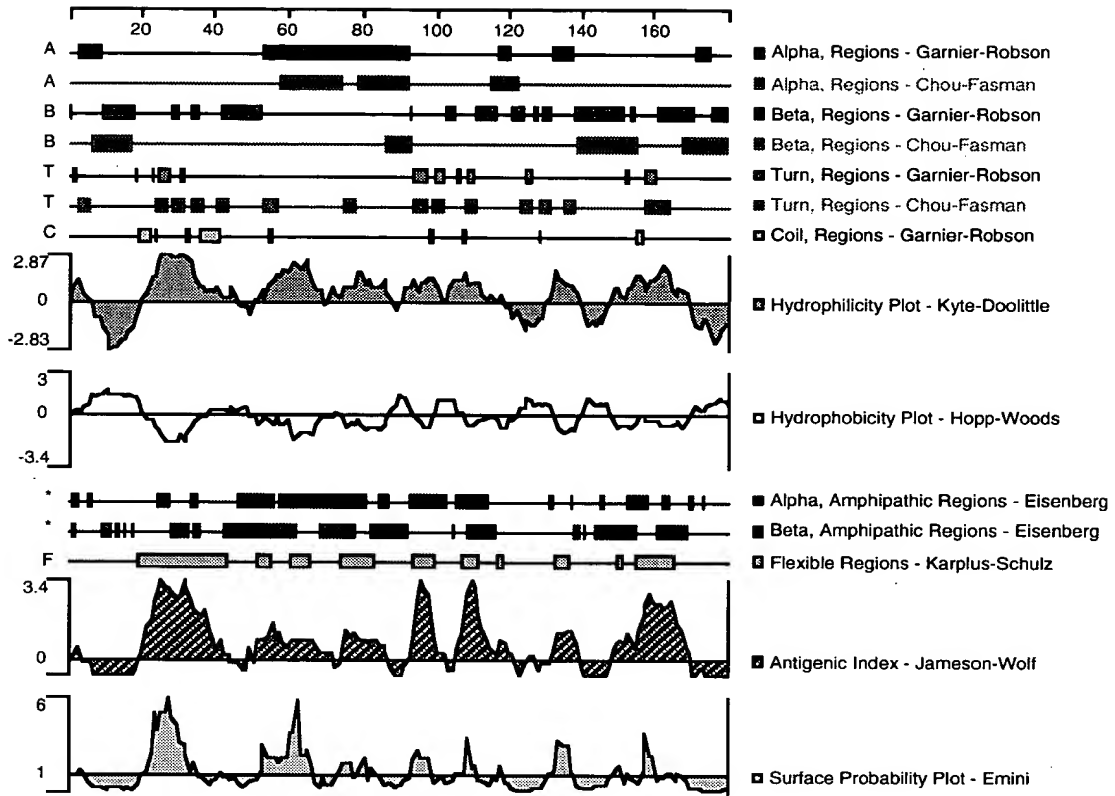 20 40 60 80 100 120 140 160
A Alpha, Regions - Garnier-Robson
A Alpha, Regions - Chou-Fasman
B Beta, Regions - Garnier-Robson
B Beta, Regions - Chou-Fasman
T Turn, Regions - Garnier-Robson
T Turn, Regions - Chou-Fasman
C Coil, Regions - Garnier-Robson
2.87
0
Hydrophilicity Plot - Kyte-Doolittle
-2.83
3
0
Hydrophobicity Plot - Hopp-Woods
-3.4
* Alpha, Amphipathic Regions - Eisenberg
* Beta, Amphipathic Regions - Eisenberg
F Flexible Regions - Karplus-Schulz
3.4
0
Antigenic Index - Jameson-Wolf
6
1
Surface Probability Plot - Emini
0